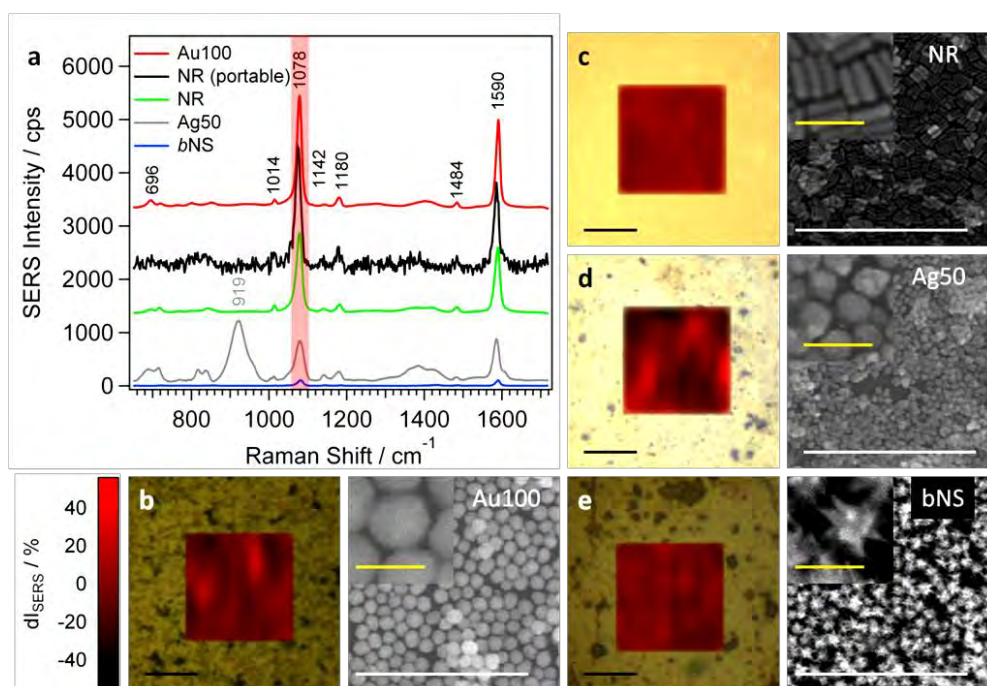 a
Au100
NR (portable)
NR
Ag50
bNS
6000
5000
4000
3000
2000
1000
0
SERS Intensity / cps
696
919
1014
1078
1142
1180
1484
1590
800
1000
1200
1400
1600
Raman Shift / cm⁻¹
c
NR
d
Ag50
40
20
0
-20
-40
dI_SERS / %
b
Au100
e
bNS